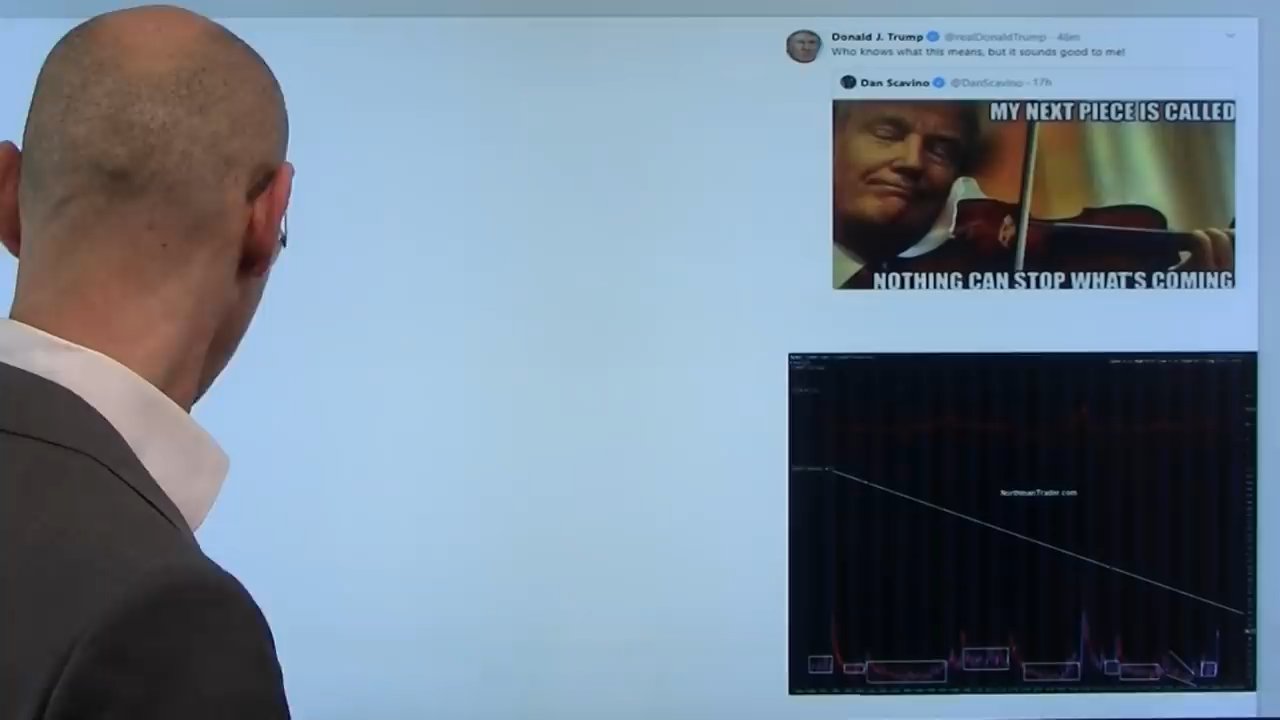 Donald J. Trump @realDonaldTrump · 48m
Who knows what this means, but it sounds good to me!
Dan Scavino @DanScavino · 17h
MY NEXT PIECE IS CALLED
NOTHING CAN STOP WHAT'S COMING
NorthmanTrader.com